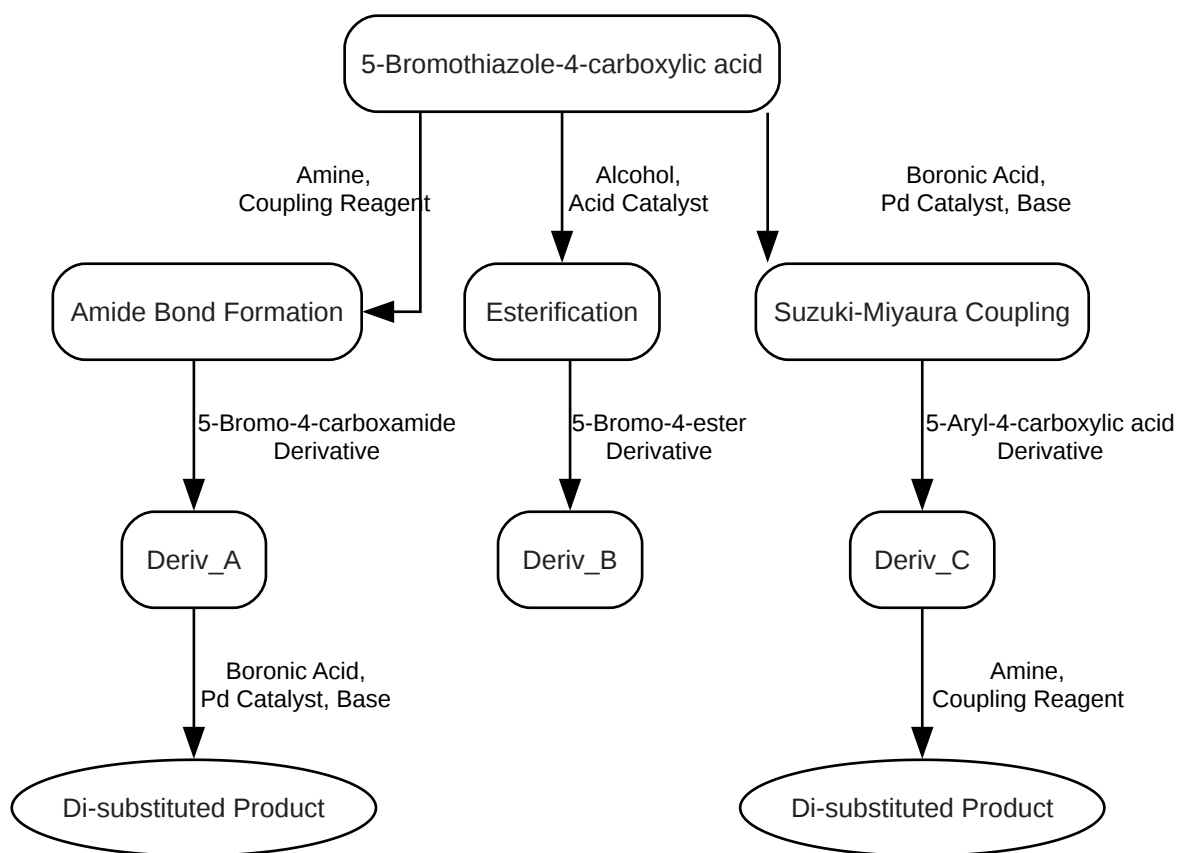 5-Bromothiazole-4-carboxylic acid
Amine,
Coupling Reagent
Alcohol,
Acid Catalyst
Boronic Acid,
Pd Catalyst, Base
Amide Bond Formation
Esterification
Suzuki-Miyaura Coupling
5-Bromo-4-carboxamide
Derivative
5-Bromo-4-ester
Derivative
5-Aryl-4-carboxylic acid
Derivative
Deriv_A
Deriv_B
Deriv_C
Boronic Acid,
Pd Catalyst, Base
Amine,
Coupling Reagent
Di-substituted Product
Di-substituted Product